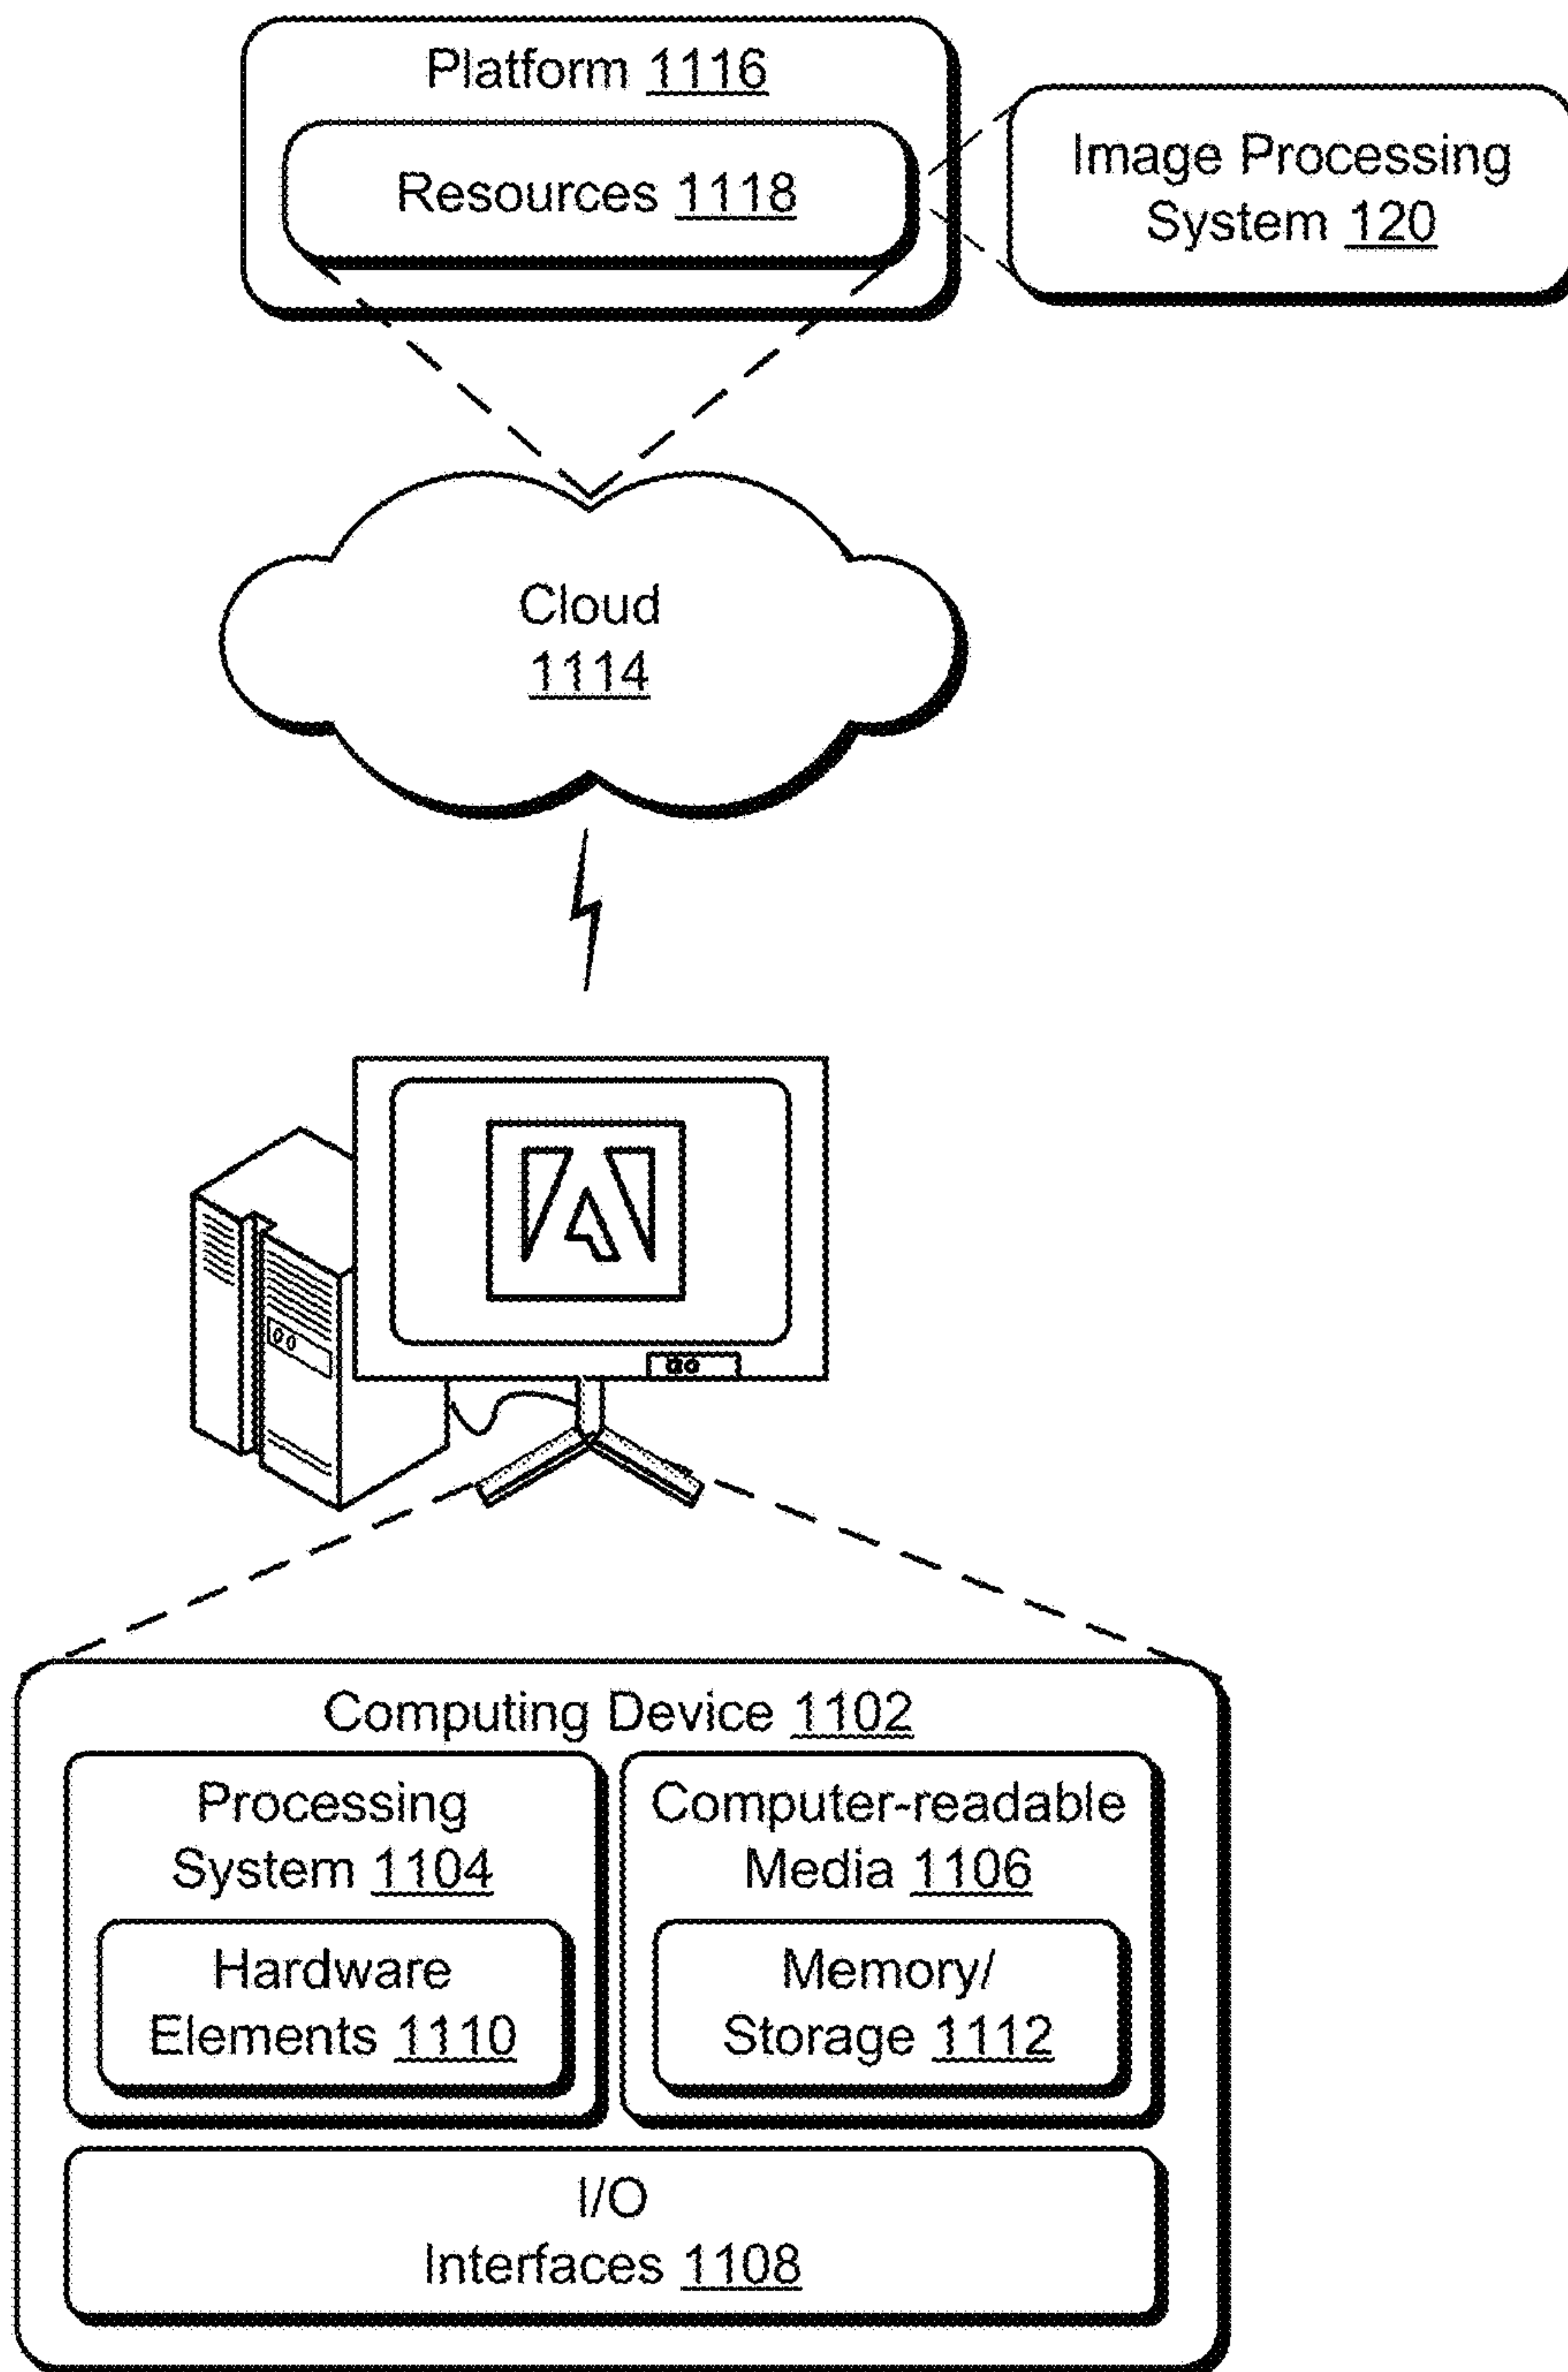 Platform 1116
Resources 1118
Image Processing
System 120
Cloud
1114
Computing Device 1102
Processing
System 1104
Hardware
Elements 1110
Computer-readable
Media 1106
Memory/
Storage 1112
I/O
Interfaces 1108